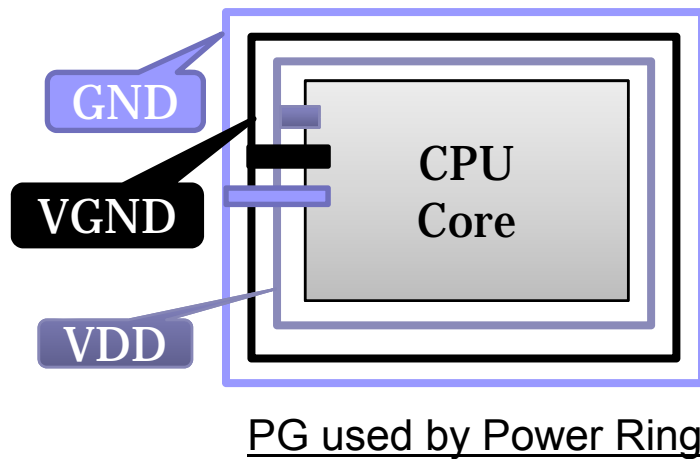 GND
VGND
VDD
CPU
Core
PG used by Power Ring